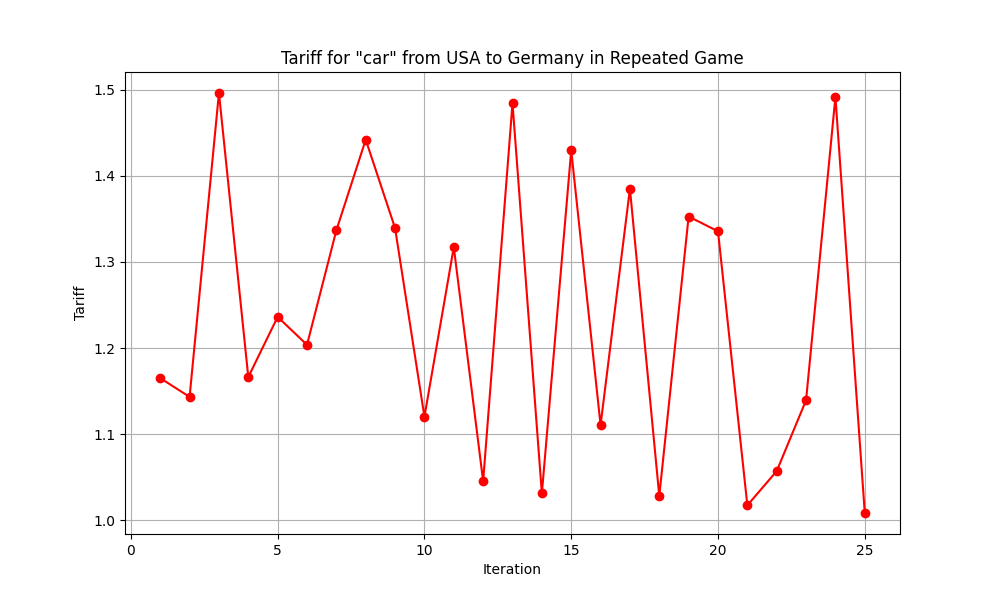 Tariff for "car" from USA to Germany in Repeated Game
1.5
1.4
1.3
1.2
1.1
1.0
Tariff
0 5 10 15 20 25
Iteration